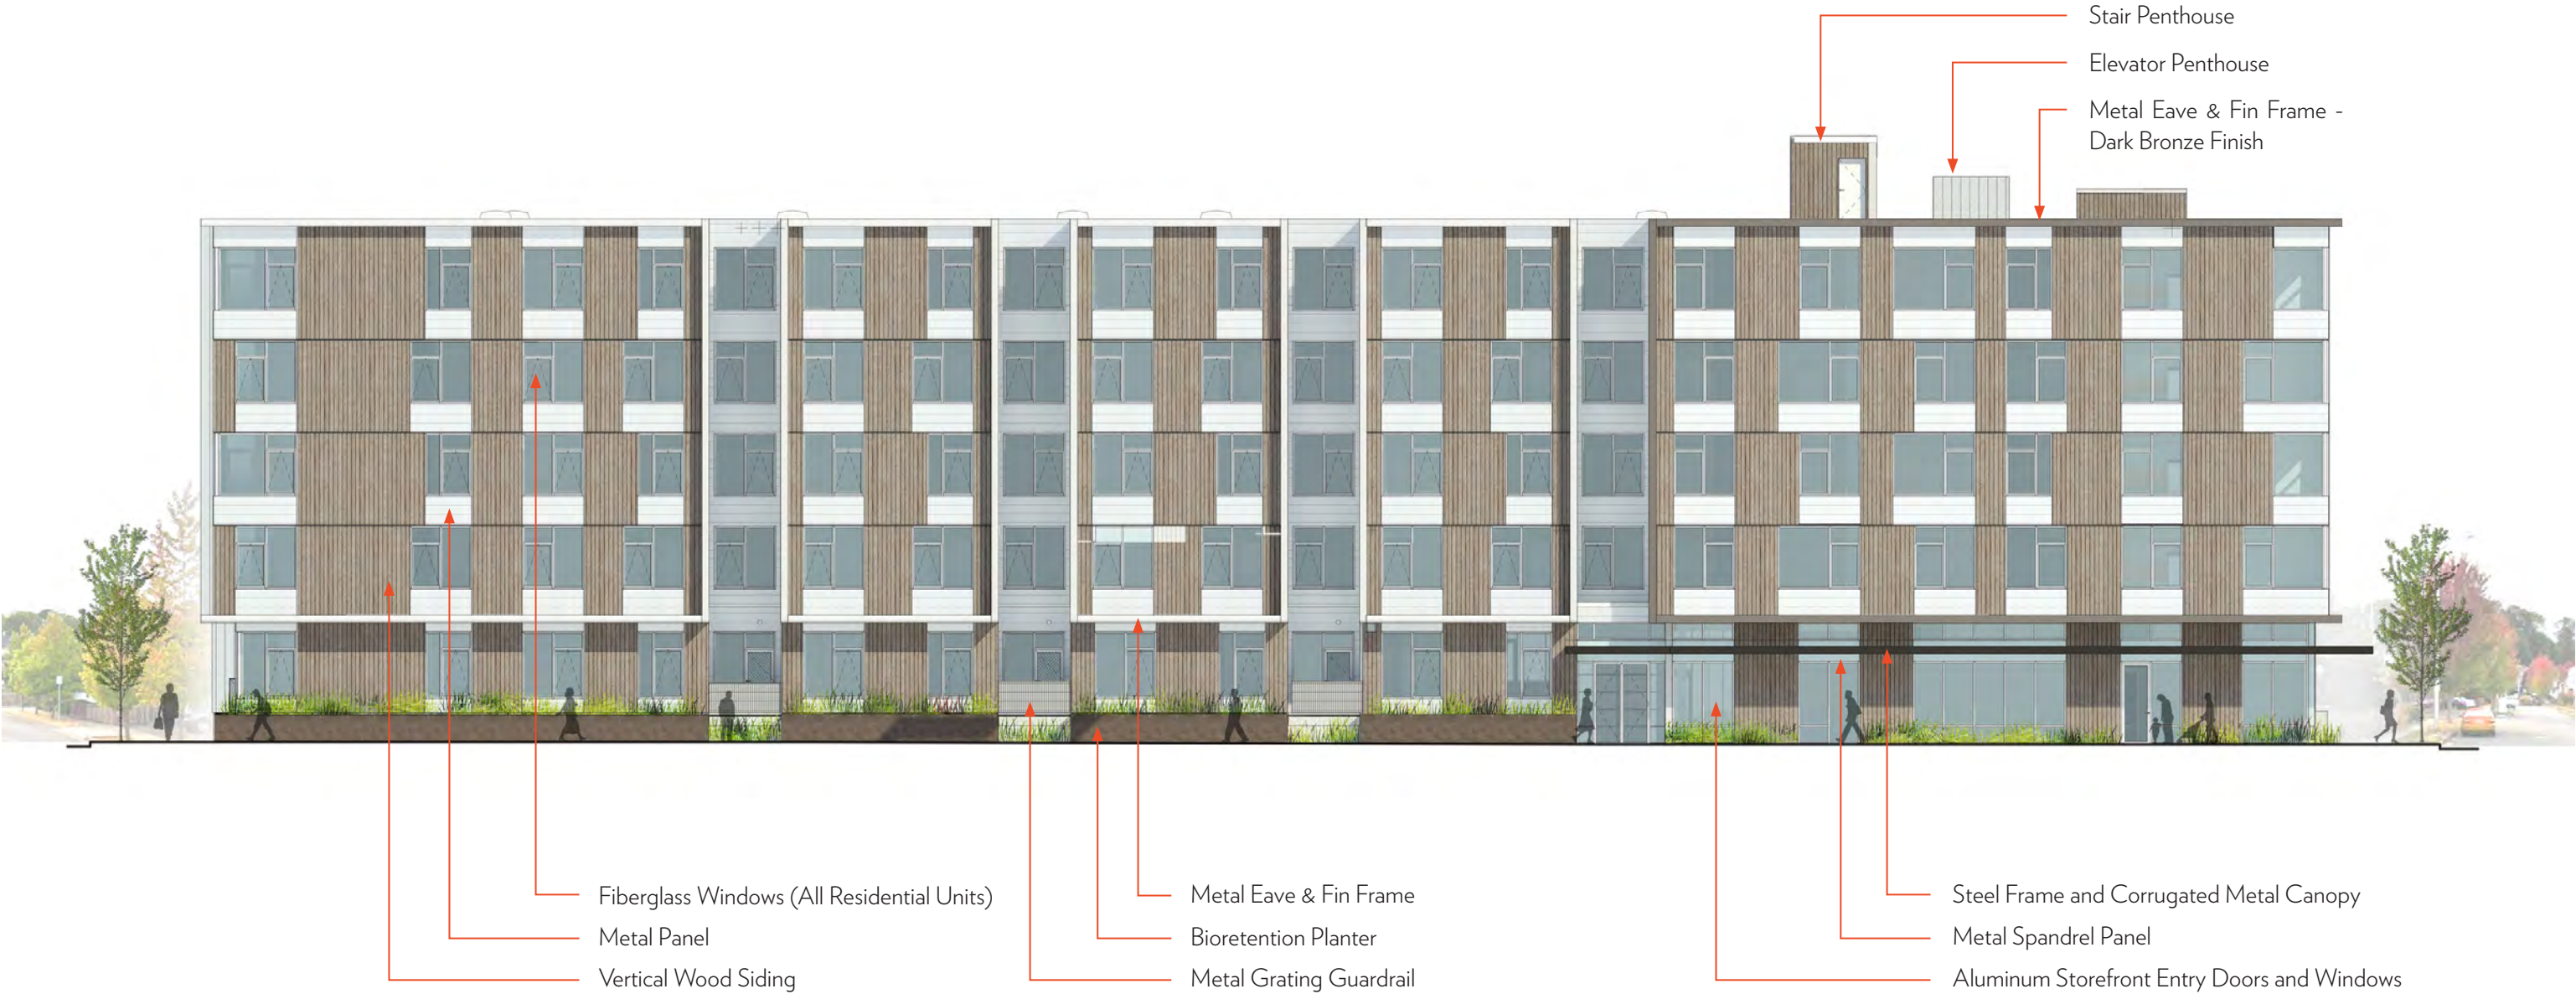 Stair Penthouse
Elevator Penthouse
Metal Eave & Fin Frame -
Dark Bronze Finish
Fiberglass Windows (All Residential Units)
Metal Panel
Vertical Wood Siding
Metal Eave & Fin Frame
Bioretention Planter
Metal Grating Guardrail
Steel Frame and Corrugated Metal Canopy
Metal Spandrel Panel
Aluminum Storefront Entry Doors and Windows